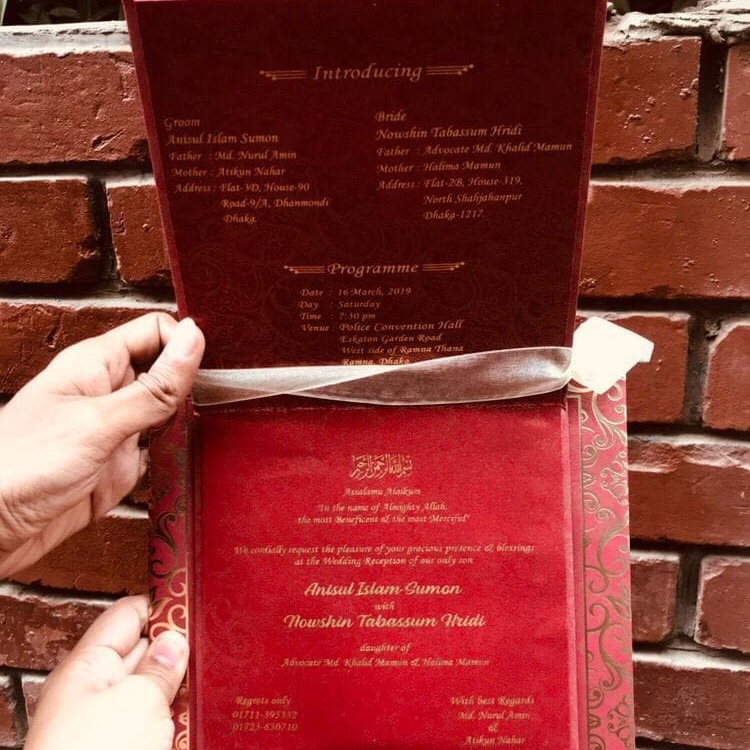 Introducing
Groom
Anisul Islam Sumon
Father : Md. Nurul Amin
Mother : Atikun Nahar
Address : Flat-3D, House-90
Road-9/A, Dhanmondi
Dhaka.
Bride
Nowshin Tabassum Hridi
Father : Advocate Md. Khalid Mamun
Mother : Halima Mamun
Address : Flat-2B, House-319,
North Shahjahanpur
Dhaka-1217.
Programme
Date : 16 March, 2019
Day : Saturday
Time : 7:30 pm
Venue : Police Convention Hall
Eskaton Garden Road
West side of Ramna Thana
Ramna, Dhaka.
بسم الله الرحمن الرحيم
Assalamu Alaikum
"In the name of Almighty Allah,
the most Beneficent & the most Merciful"
We cordially request the pleasure of your gracious presence & blessings
at the Wedding Reception of our only son
Anisul Islam Sumon
with
Nowshin Tabassum Hridi
daughter of
Advocate Md. Khalid Mamun & Halima Mamun
Regrets only
With best Regards
Md. Nurul Amin
&
Atikun Nahar